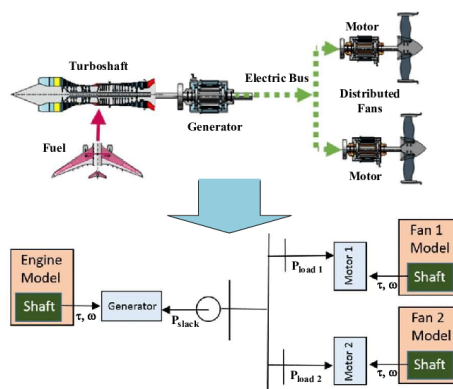 Motor
Turboshaft
Electric Bus
Distributed
Fans
Generator
Fuel
Motor
Engine
Model
Shaft
τ, ω
Generator
Pslack
Pload 1
Motor 1
τ, ω
Fan 1
Model
Shaft
Pload 2
Motor 2
τ, ω
Fan 2
Model
Shaft